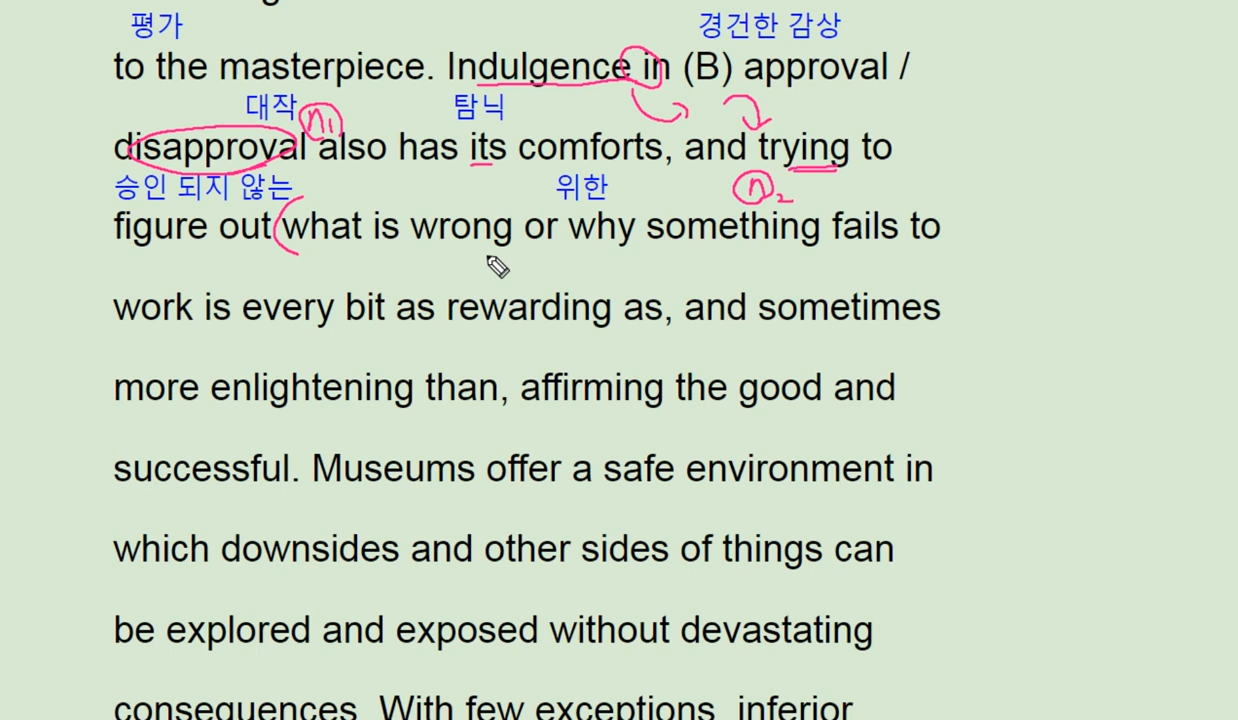 평가 경건한 감상
to the masterpiece. Indulgence in (B) approval /
대작 n1 탐닉
disapproval also has its comforts, and trying to
승인 되지 않는 위한 n2
figure out what is wrong or why something fails to
work is every bit as rewarding as, and sometimes
more enlightening than, affirming the good and
successful. Museums offer a safe environment in
which downsides and other sides of things can
be explored and exposed without devastating
consequences. With few exceptions, inferior